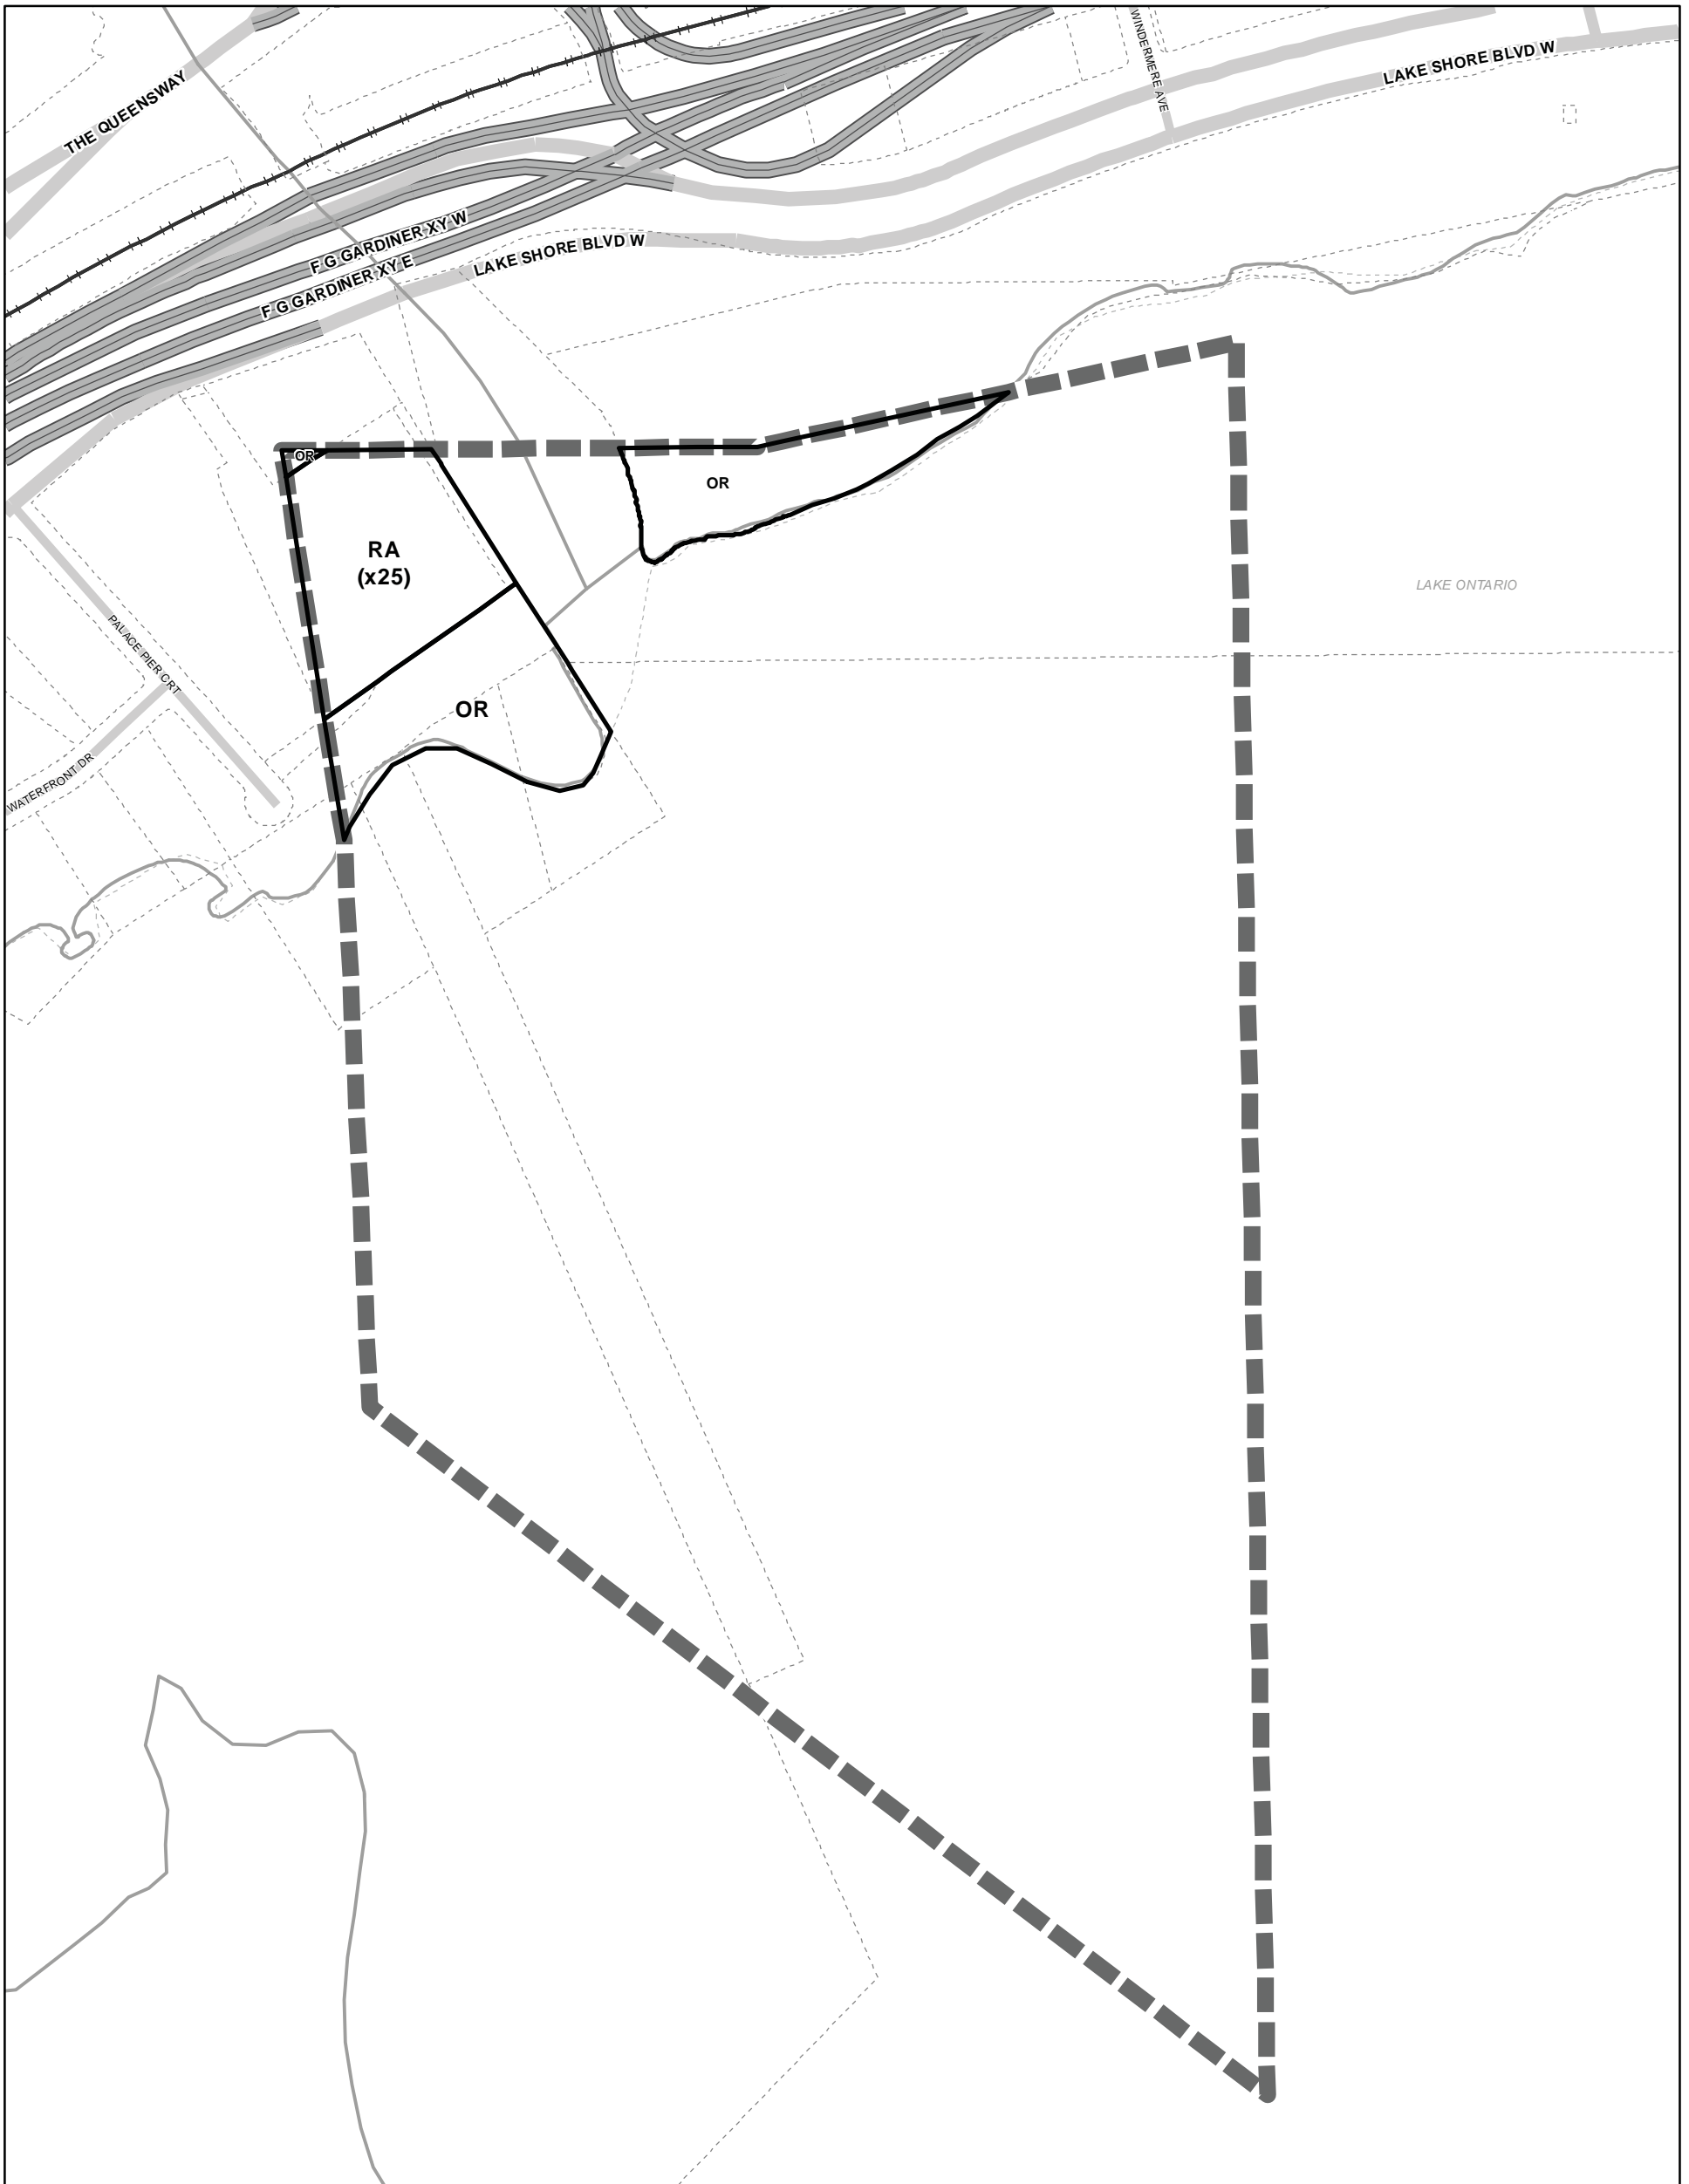 WINDERMERE AVE
LAKE SHORE BLVD W
THE QUEENSWAY
F G GARDINER XY W
LAKE SHORE BLVD W
F G GARDINER XY E
OR
OR
RA
(x25)
LAKE ONTARIO
PALACE PIER CRT
OR
WATERFRONT DR